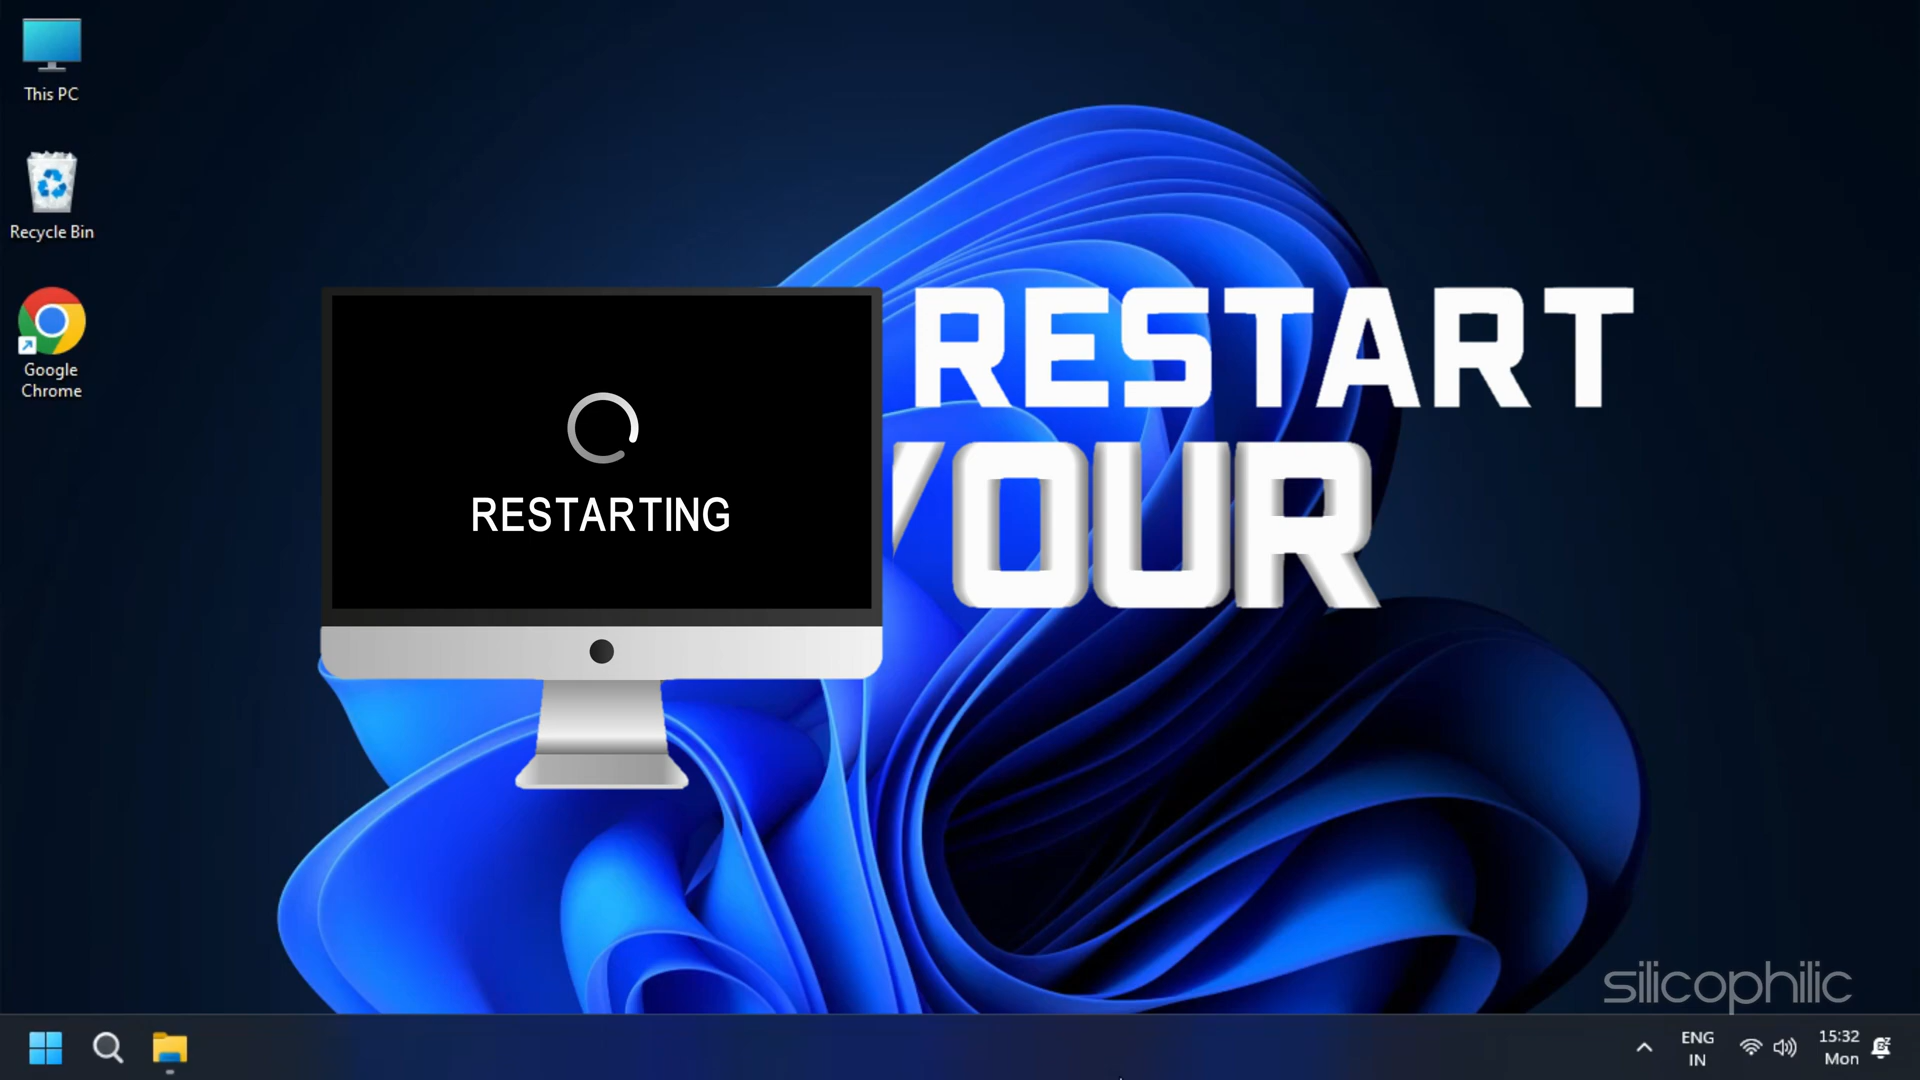 This PC
Recycle Bin
Google
Chrome
RESTARTING
RESTART
YOUR
silicophilic
ENG
IN
15:32
Mon